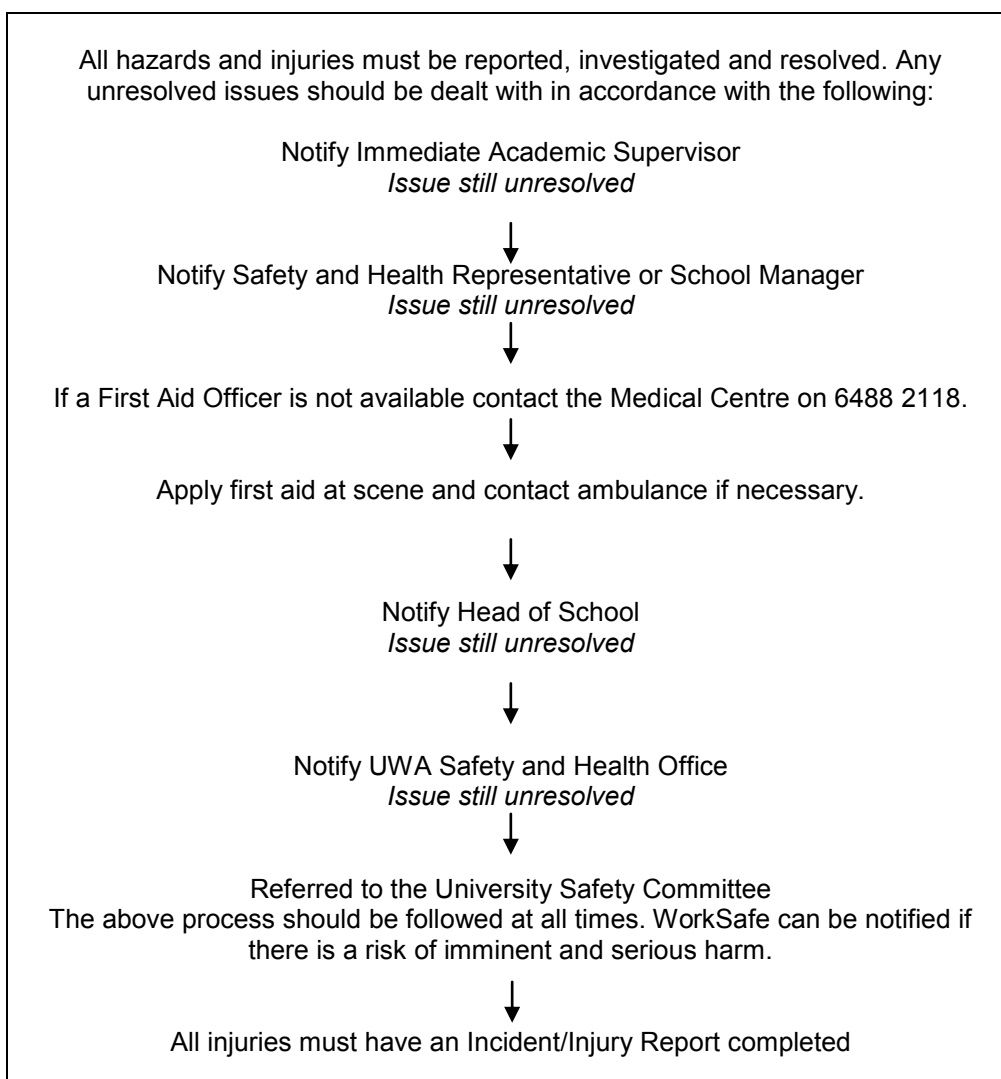 All hazards and injuries must be reported, investigated and resolved. Any
unresolved issues should be dealt with in accordance with the following:
Notify Immediate Academic Supervisor
Issue still unresolved
Notify Safety and Health Representative or School Manager
Issue still unresolved
If a First Aid Officer is not available contact the Medical Centre on 6488 2118.
Apply first aid at scene and contact ambulance if necessary.
Notify Head of School
Issue still unresolved
Notify UWA Safety and Health Office
Issue still unresolved
Referred to the University Safety Committee
The above process should be followed at all times. WorkSafe can be notified if
there is a risk of imminent and serious harm.
All injuries must have an Incident/Injury Report completed